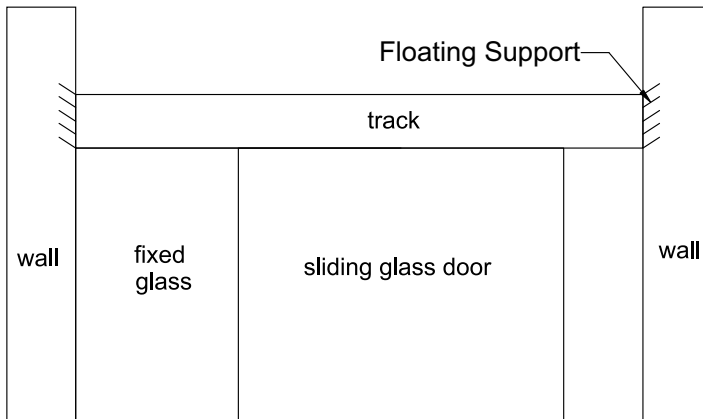 Floating Support
track
wall
fixed
glass
sliding glass door
wall